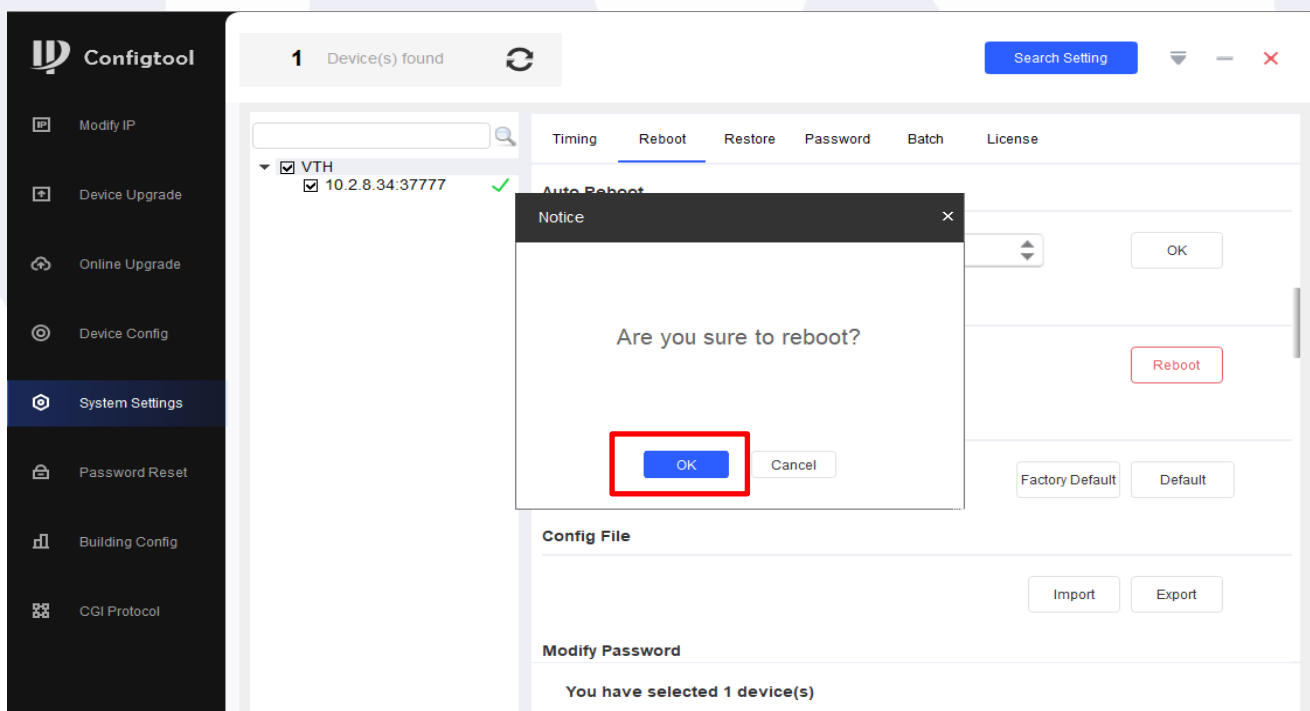 Configtool
1 Device(s) found
Search Setting
IP Modify IP
Device Upgrade
Online Upgrade
Device Config
System Settings
Password Reset
Building Config
CGI Protocol
VTH
10.2.8.34:37777
Timing Reboot Restore Password Batch License
Auto Reboot
OK
Notice
Are you sure to reboot?
OK Cancel
Reboot
Factory Default Default
Config File
Import Export
Modify Password
You have selected 1 device(s)